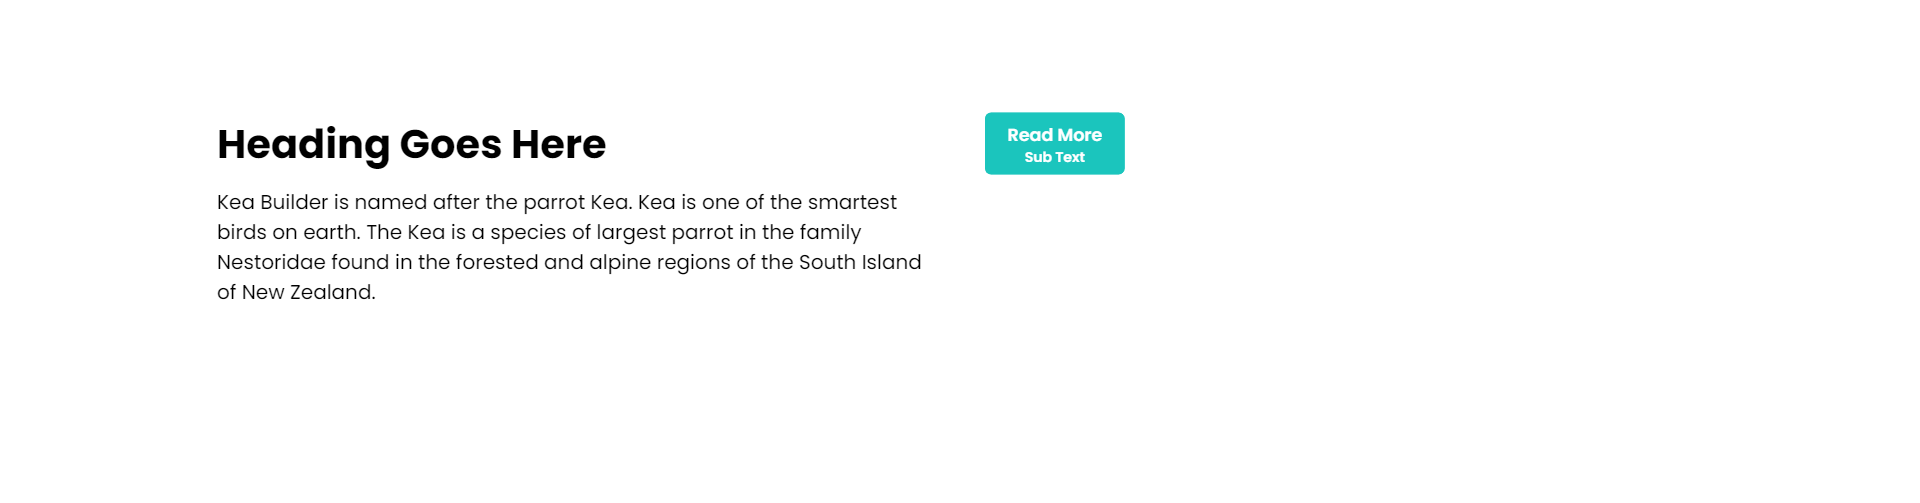 Heading Goes Here
Kea Builder is named after the parrot Kea. Kea is one of the smartest
birds on earth. The Kea is a species of largest parrot in the family
Nestoridae found in the forested and alpine regions of the South Island
of New Zealand.
Read More
Sub Text